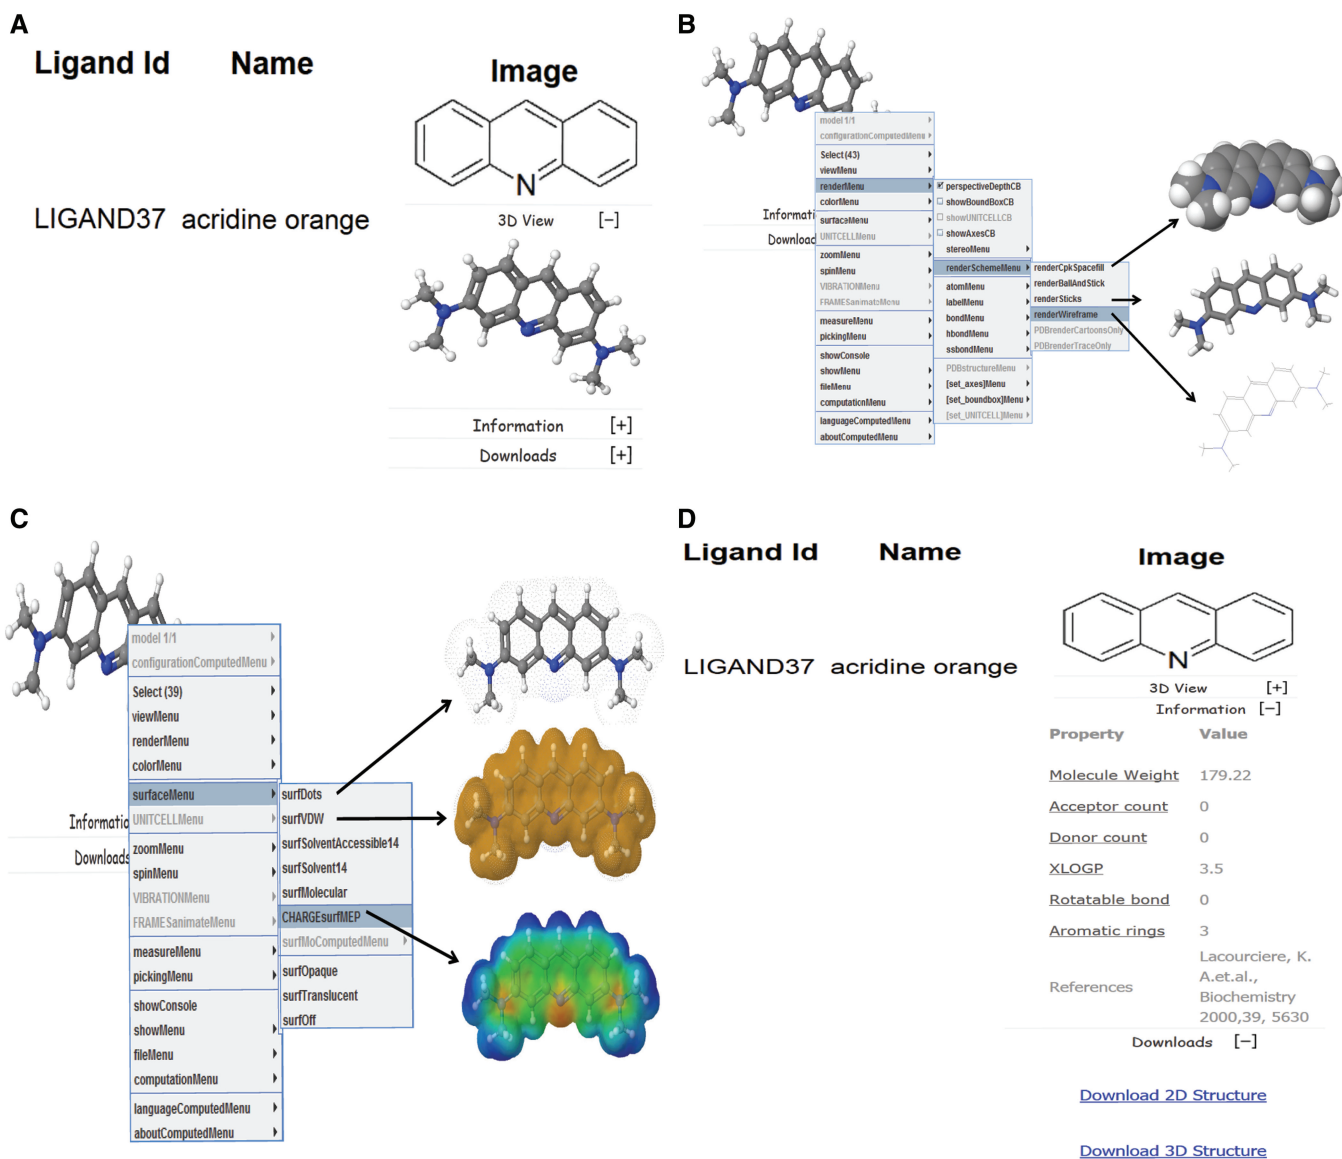 A
Ligand Id Name Image
N
LIGAND37 acridine orange
3D View [−]
Information [+]
Downloads [+]
B
model 1/1
configurationComputedMenu
Select (43)
viewMenu
renderMenu
colorMenu
surfaceMenu
UNITCELLMenu
zoomMenu
spinMenu
VIBRATIONMenu
FRAMESanimateMenu
measureMenu
pickingMenu
showConsole
showMenu
fileMenu
computationMenu
languageComputedMenu
aboutComputedMenu
Informati
Download
perspectiveDepthCB
showBoundBoxCB
showUNITCELLCB
showAxesCB
stereoMenu
renderSchemeMenu
atomMenu
labelMenu
bondMenu
hbondMenu
ssbondMenu
PDBstructureMenu
[set_axes]Menu
[set_boundbox]Menu
[set_UNITCELL]Menu
renderCpkSpacefill
renderBallAndStick
renderSticks
renderWireframe
PDBrenderCartoonsOnly
PDBrenderTraceOnly
C
model 1/1
configurationComputedMenu
Select (39)
viewMenu
renderMenu
colorMenu
surfaceMenu
UNITCELLMenu
zoomMenu
spinMenu
VIBRATIONMenu
FRAMESanimateMenu
measureMenu
pickingMenu
showConsole
showMenu
fileMenu
computationMenu
languageComputedMenu
aboutComputedMenu
Informatio
Downloads
surfDots
surfVDW
surfSolventAccessible14
surfSolvent14
surfMolecular
CHARGEsurfMEP
surfMoComputedMenu
surfOpaque
surfTranslucent
surfOff
D
Ligand Id Name Image
N
LIGAND37 acridine orange
3D View [+]
Information [−]
Property Value
Molecule Weight 179.22
Acceptor count 0
Donor count 0
XLOGP 3.5
Rotatable bond 0
Aromatic rings 3
References Lacourciere, K.
A.et.al.,
Biochemistry
2000,39, 5630
Downloads [−]
Download 2D Structure
Download 3D Structure